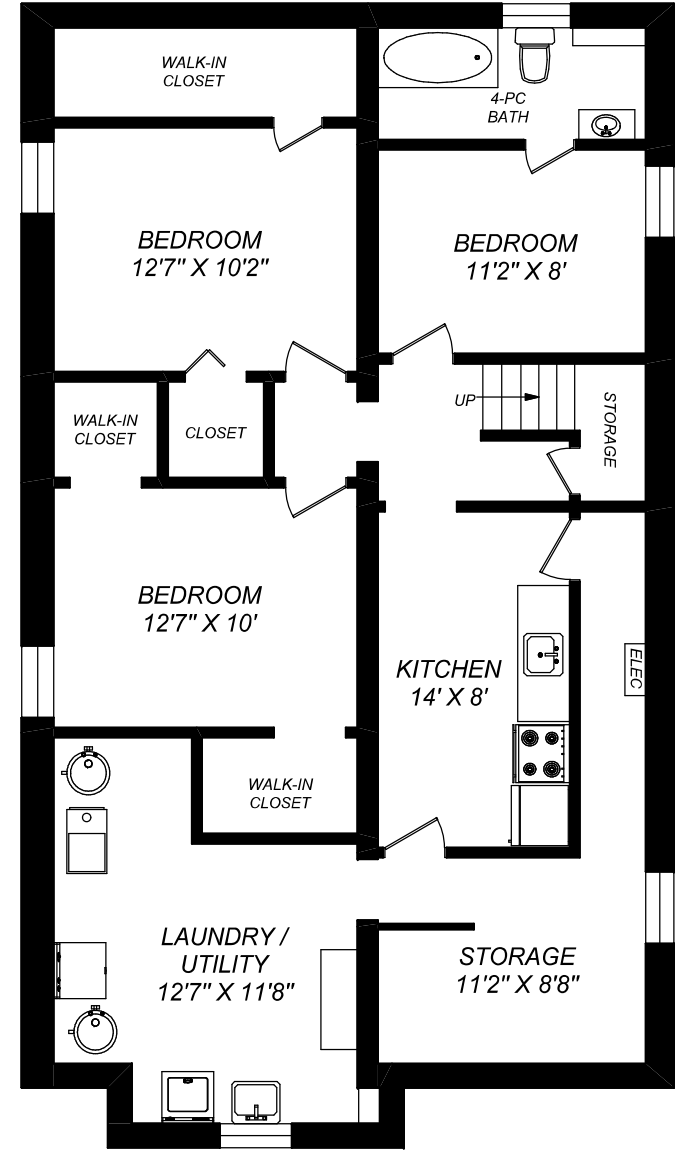 WALK-IN
CLOSET
4-PC
BATH
BEDROOM
12'7" X 10'2"
BEDROOM
11'2" X 8'
WALK-IN
CLOSET
CLOSET
UP
STORAGE
BEDROOM
12'7" X 10'
KITCHEN
14' X 8'
ELEC
WALK-IN
CLOSET
LAUNDRY /
UTILITY
12'7" X 11'8"
STORAGE
11'2" X 8'8"